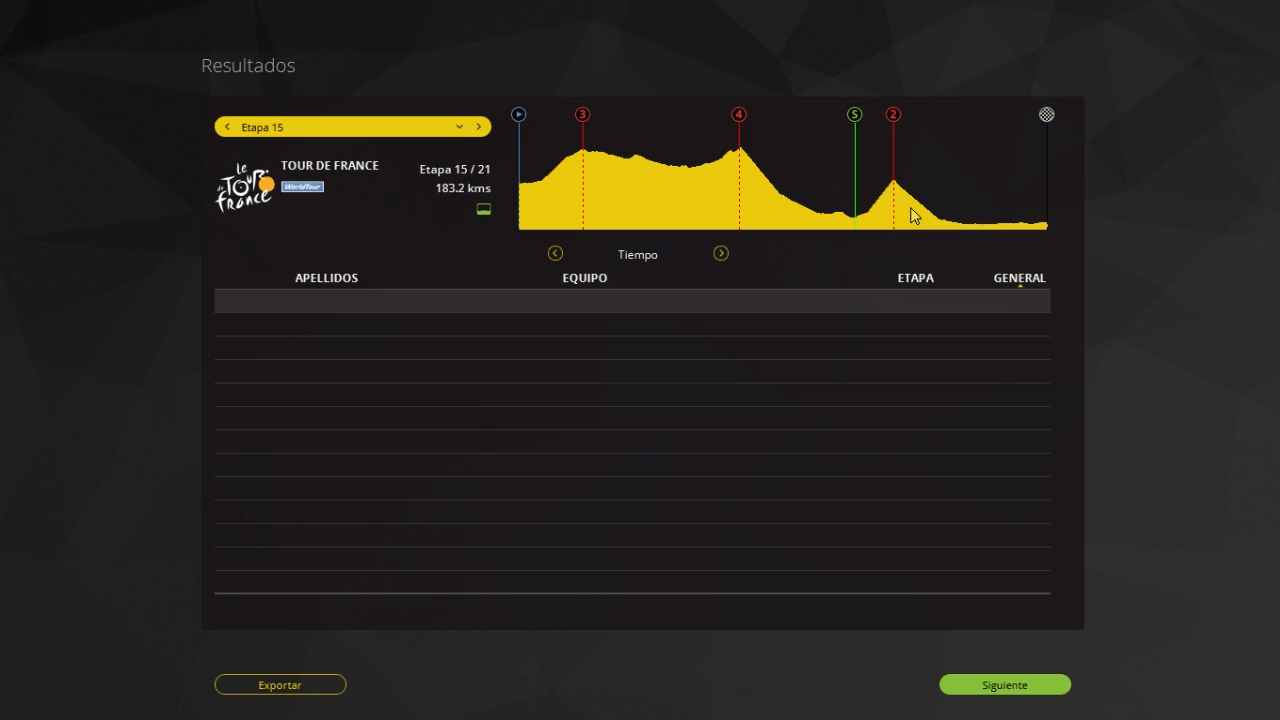 Resultados
Etapa 15
3
4
S
2
le
TOUR
de
france
TOUR DE FRANCE
WorldTour
Etapa 15 / 21
183.2 kms
Tiempo
APELLIDOS EQUIPO ETAPA GENERAL
Exportar
Siguiente